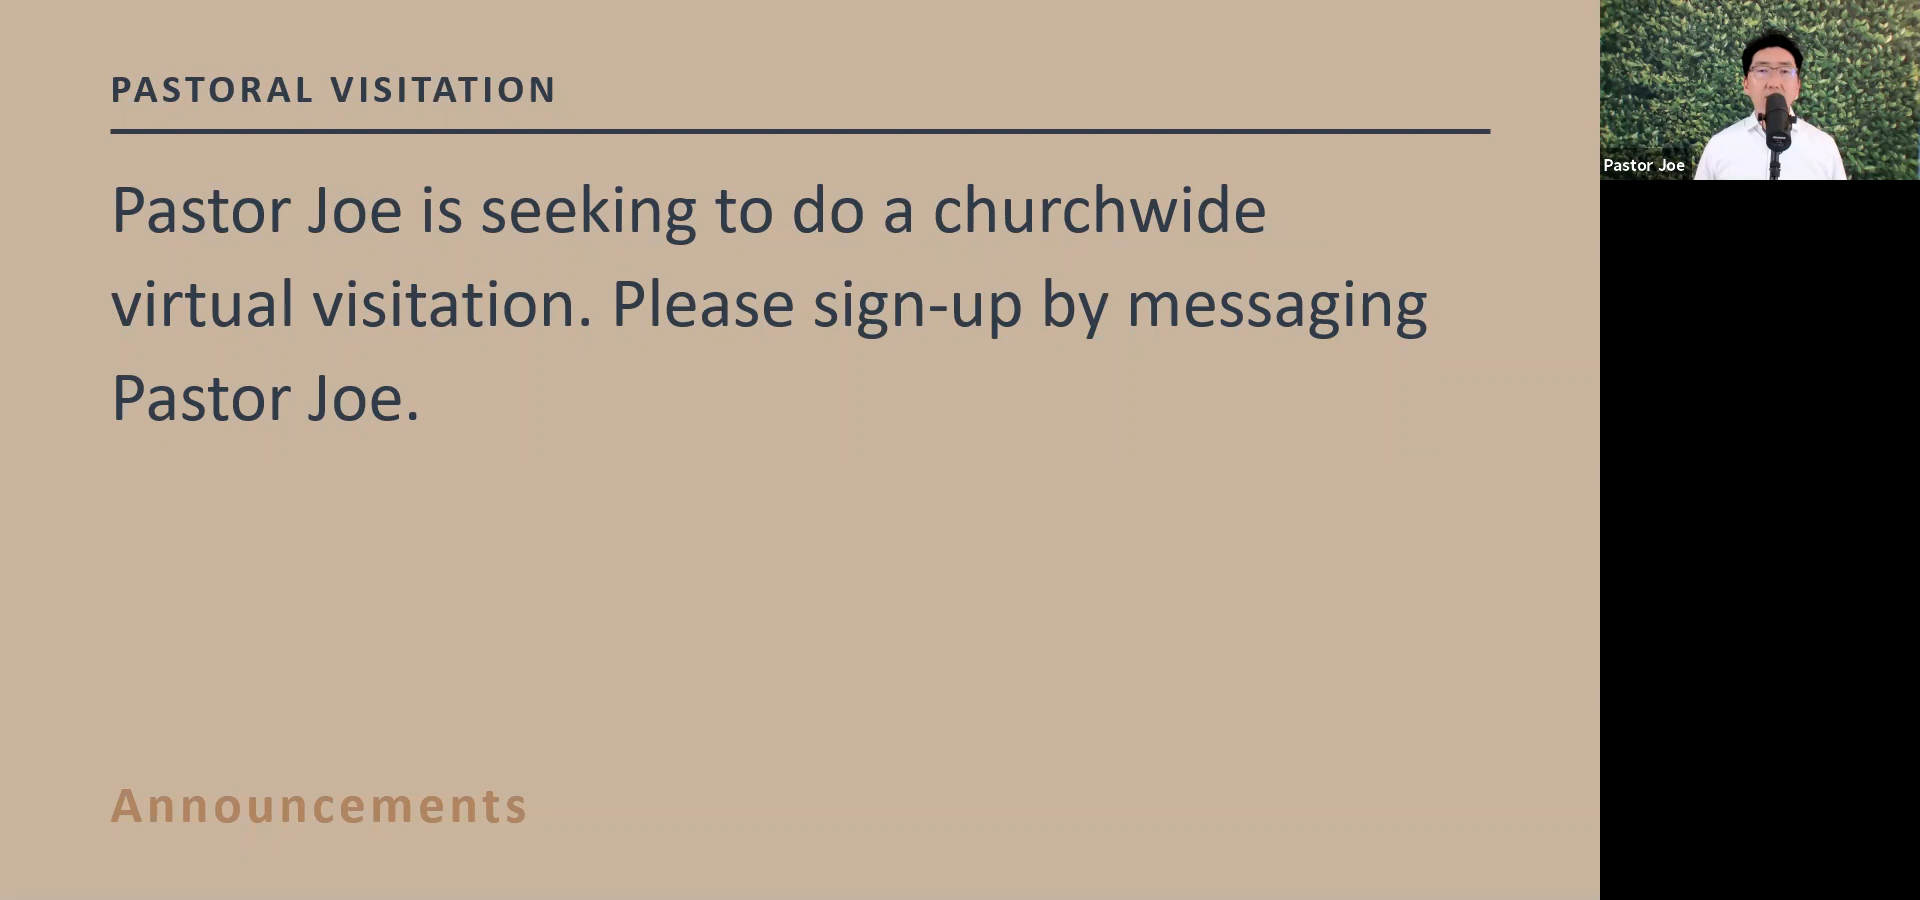 PASTORAL VISITATION
Pastor Joe is seeking to do a churchwide
virtual visitation. Please sign-up by messaging
Pastor Joe.
Announcements
Pastor Joe